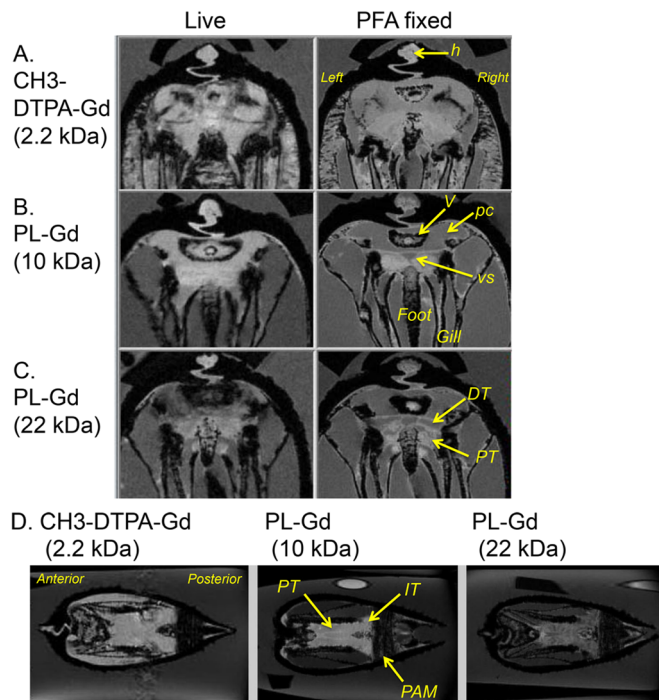 Live PFA fixed
A.
CH3-
DTPA-Gd
(2.2 kDa)
h
Left Right
B.
PL-Gd
(10 kDa)
V
pc
vs
Foot
Gill
C.
PL-Gd
(22 kDa)
DT
PT
D. CH3-DTPA-Gd PL-Gd PL-Gd
(2.2 kDa) (10 kDa) (22 kDa)
Anterior Posterior
PT IT
PAM